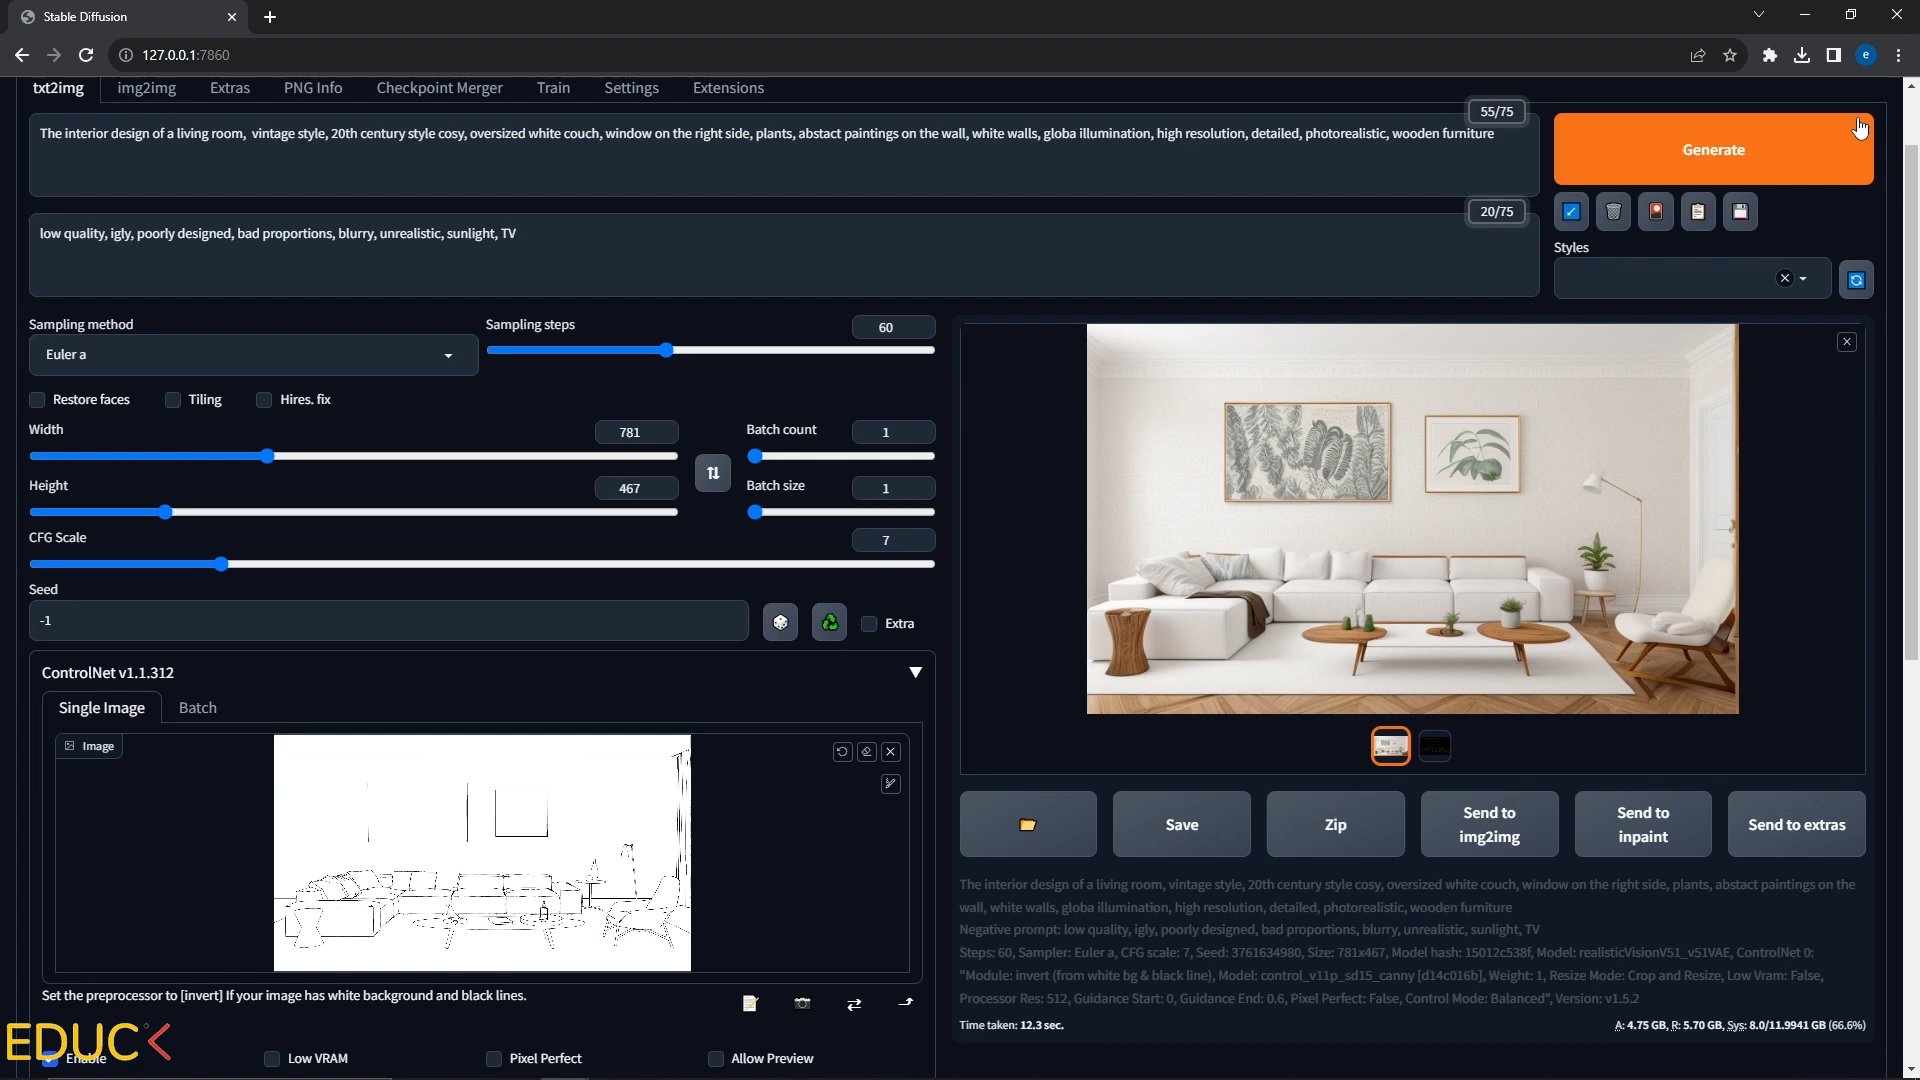 Stable Diffusion
127.0.0.1:7860
e
txt2img img2img Extras PNG Info Checkpoint Merger Train Settings Extensions
55/75
The interior design of a living room, vintage style, 20th century style cosy, oversized white couch, window on the right side, plants, abstact paintings on the wall, white walls, globa illumination, high resolution, detailed, photorealistic, wooden furniture
Generate
20/75
low quality, igly, poorly designed, bad proportions, blurry, unrealistic, sunlight, TV
Styles
Sampling method
Euler a
Sampling steps
60
Restore faces Tiling Hires. fix
Width
781
Batch count
1
Height
467
Batch size
1
CFG Scale
7
Seed
-1
Extra
ControlNet v1.1.312
Single Image Batch
Image
Set the preprocessor to [invert] If your image has white background and black lines.
Enable Low VRAM Pixel Perfect Allow Preview
EDUCK
Save
Zip
Send to
img2img
Send to
inpaint
Send to extras
The interior design of a living room, vintage style, 20th century style cosy, oversized white couch, window on the right side, plants, abstact paintings on the
wall, white walls, globa illumination, high resolution, detailed, photorealistic, wooden furniture
Negative prompt: low quality, igly, poorly designed, bad proportions, blurry, unrealistic, sunlight, TV
Steps: 60, Sampler: Euler a, CFG scale: 7, Seed: 3761634980, Size: 781x467, Model hash: 15012c538f, Model: realisticVisionV51_v51VAE, ControlNet 0:
"Module: invert (from white bg & black line), Model: control_v11p_sd15_canny [d14c016b], Weight: 1, Resize Mode: Crop and Resize, Low Vram: False,
Processor Res: 512, Guidance Start: 0, Guidance End: 0.6, Pixel Perfect: False, Control Mode: Balanced", Version: v1.5.2
Time taken: 12.3 sec.
A: 4.75 GB, R: 5.70 GB, Sys: 8.0/11.9941 GB (66.6%)